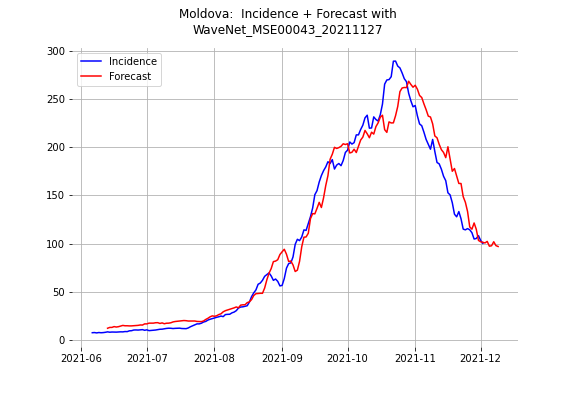 Moldova:  Incidence + Forecast with
WaveNet_MSE00043_20211127
Incidence
Forecast
300
250
200
150
100
50
0
2021-06 2021-07 2021-08 2021-09 2021-10 2021-11 2021-12